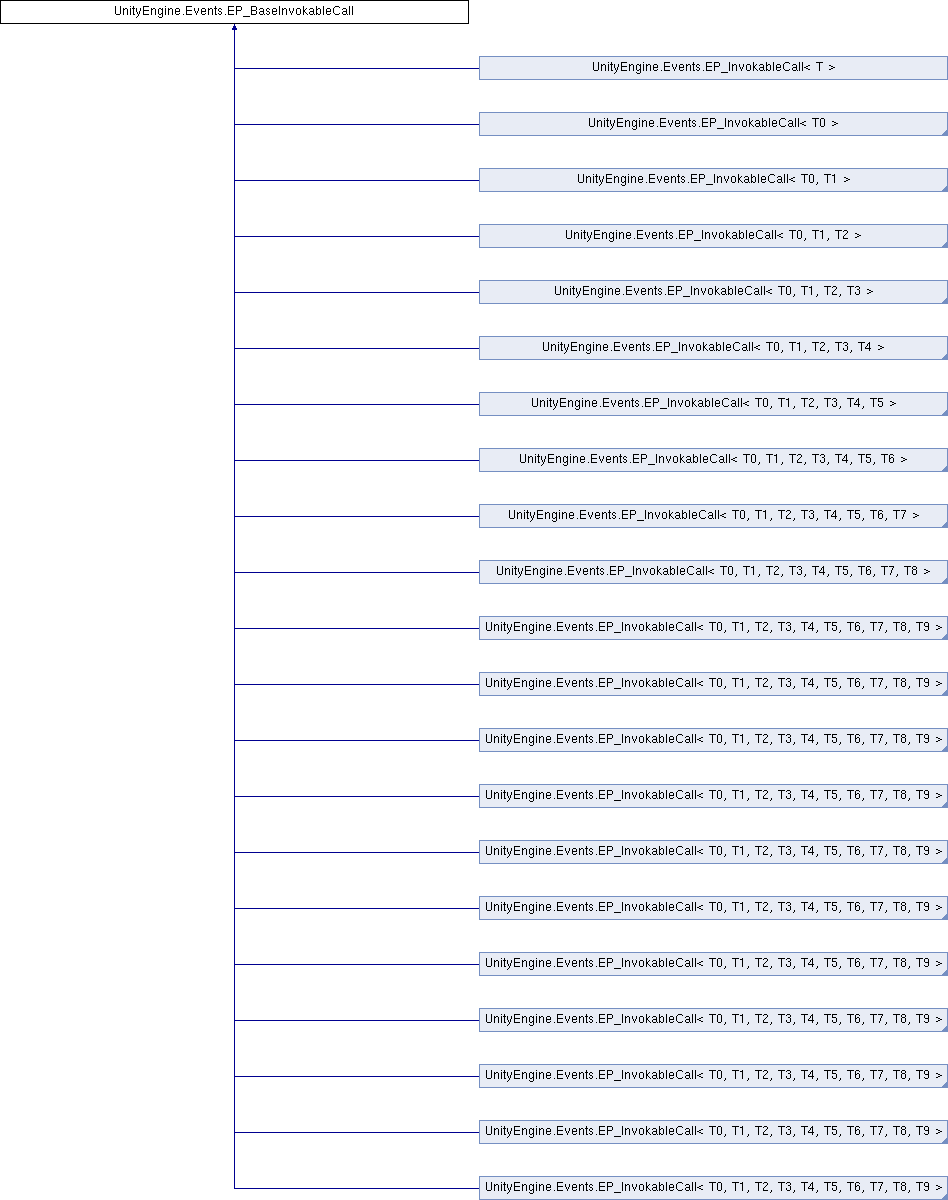 UnityEngine.Events.EP_BaseInvokableCall
UnityEngine.Events.EP_InvokableCall< T >
UnityEngine.Events.EP_InvokableCall< T0 >
UnityEngine.Events.EP_InvokableCall< T0, T1 >
UnityEngine.Events.EP_InvokableCall< T0, T1, T2 >
UnityEngine.Events.EP_InvokableCall< T0, T1, T2, T3 >
UnityEngine.Events.EP_InvokableCall< T0, T1, T2, T3, T4 >
UnityEngine.Events.EP_InvokableCall< T0, T1, T2, T3, T4, T5 >
UnityEngine.Events.EP_InvokableCall< T0, T1, T2, T3, T4, T5, T6 >
UnityEngine.Events.EP_InvokableCall< T0, T1, T2, T3, T4, T5, T6, T7 >
UnityEngine.Events.EP_InvokableCall< T0, T1, T2, T3, T4, T5, T6, T7, T8 >
UnityEngine.Events.EP_InvokableCall< T0, T1, T2, T3, T4, T5, T6, T7, T8, T9 >
UnityEngine.Events.EP_InvokableCall< T0, T1, T2, T3, T4, T5, T6, T7, T8, T9 >
UnityEngine.Events.EP_InvokableCall< T0, T1, T2, T3, T4, T5, T6, T7, T8, T9 >
UnityEngine.Events.EP_InvokableCall< T0, T1, T2, T3, T4, T5, T6, T7, T8, T9 >
UnityEngine.Events.EP_InvokableCall< T0, T1, T2, T3, T4, T5, T6, T7, T8, T9 >
UnityEngine.Events.EP_InvokableCall< T0, T1, T2, T3, T4, T5, T6, T7, T8, T9 >
UnityEngine.Events.EP_InvokableCall< T0, T1, T2, T3, T4, T5, T6, T7, T8, T9 >
UnityEngine.Events.EP_InvokableCall< T0, T1, T2, T3, T4, T5, T6, T7, T8, T9 >
UnityEngine.Events.EP_InvokableCall< T0, T1, T2, T3, T4, T5, T6, T7, T8, T9 >
UnityEngine.Events.EP_InvokableCall< T0, T1, T2, T3, T4, T5, T6, T7, T8, T9 >
UnityEngine.Events.EP_InvokableCall< T0, T1, T2, T3, T4, T5, T6, T7, T8, T9 >